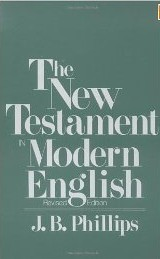 The
New
Testament
IN
Modern
English
Revised Edition
J. B. Phillips